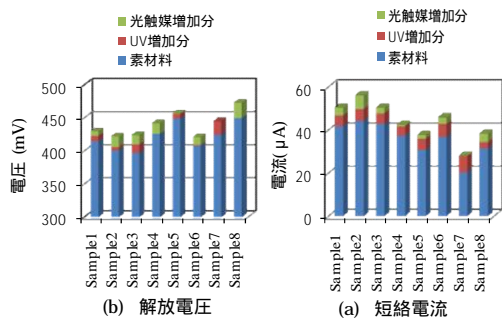 光触媒増加分
UV増加分
素材料
電圧 (mV)
500
450
400
350
300
Sample1
Sample2
Sample3
Sample4
Sample5
Sample6
Sample7
Sample8
(b) 解放電圧
光触媒増加分
UV増加分
素材料
電流 (μA)
60
40
20
0
Sample1
Sample2
Sample3
Sample4
Sample5
Sample6
Sample7
Sample8
(a) 短絡電流